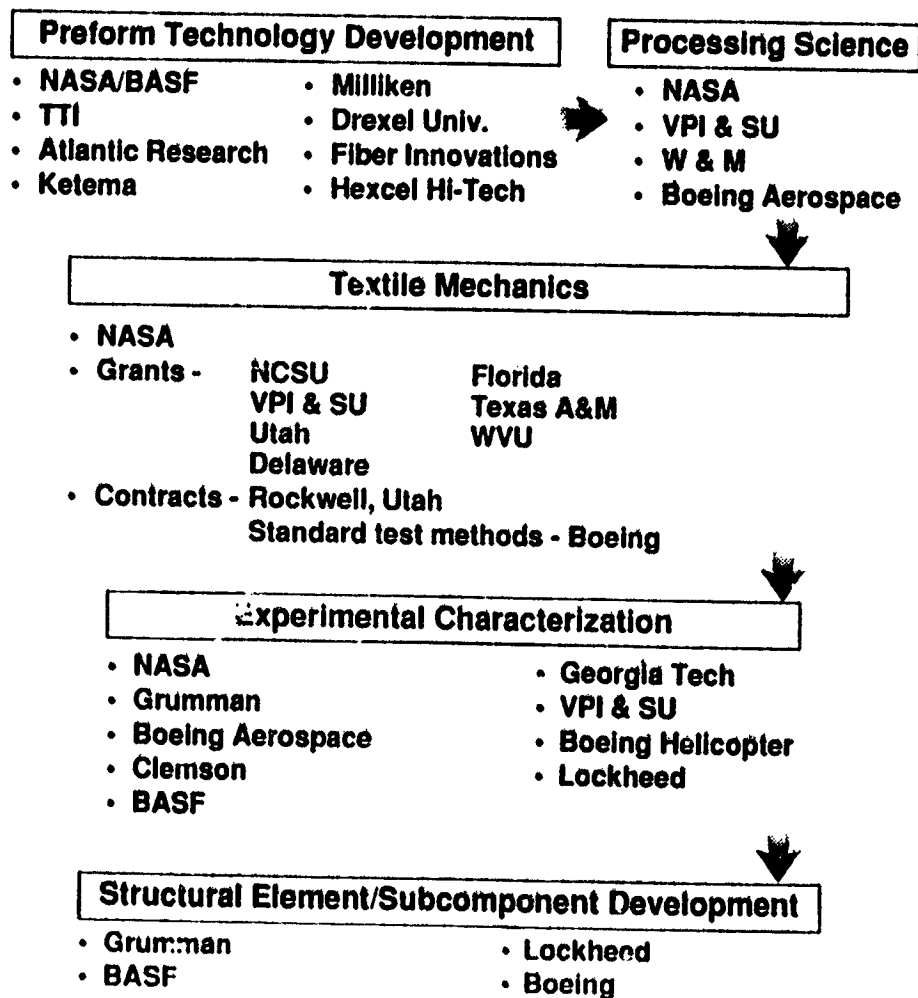 Preform Technology Development
• NASA/BASF
• TTI
• Atlantic Research
• Ketema
• Milliken
• Drexel Univ.
• Fiber Innovations
• Hexcel Hi-Tech
Processing Science
• NASA
• VPI & SU
• W & M
• Boeing Aerospace
Textile Mechanics
• NASA
• Grants - NCSU Florida
VPI & SU Texas A&M
Utah WVU
Delaware
• Contracts - Rockwell, Utah
Standard test methods - Boeing
Experimental Characterization
• NASA
• Grumman
• Boeing Aerospace
• Clemson
• BASF
• Georgia Tech
• VPI & SU
• Boeing Helicopter
• Lockheed
Structural Element/Subcomponent Development
• Grumman
• BASF
• Lockheed
• Boeing